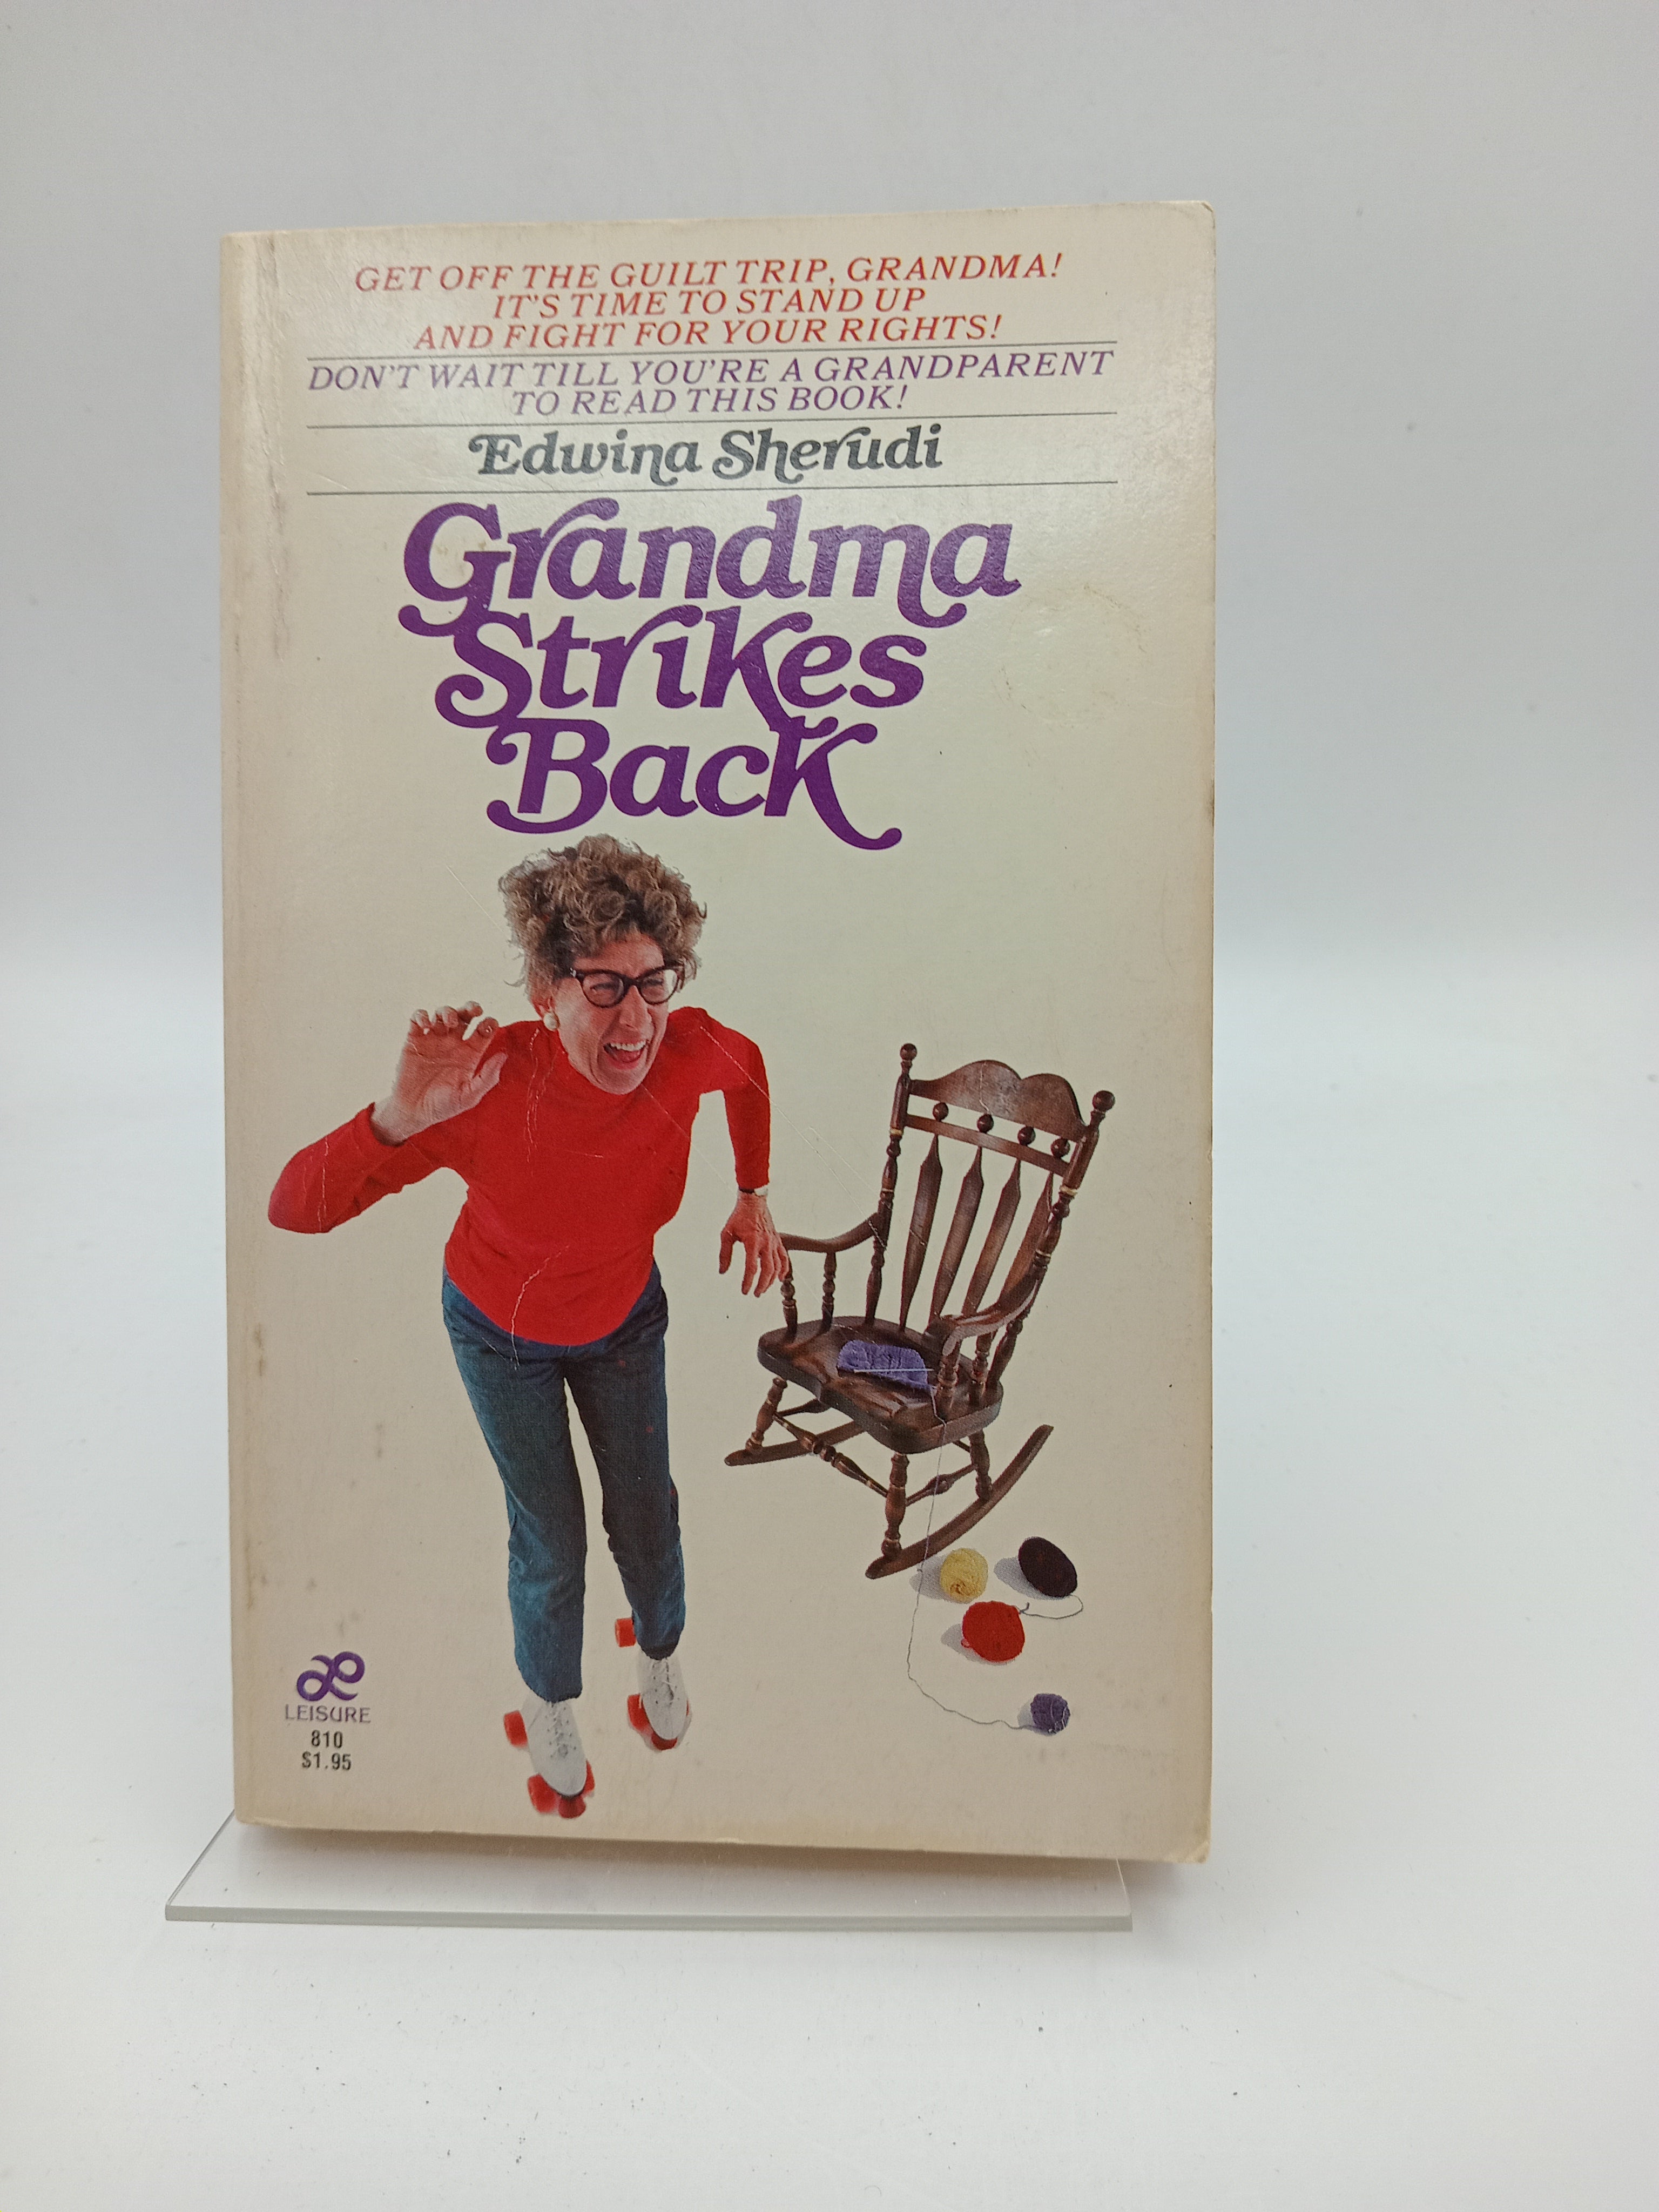 GET OFF THE GUILT TRIP, GRANDMA!
IT'S TIME TO STAND UP
AND FIGHT FOR YOUR RIGHTS!
DON'T WAIT TILL YOU'RE A GRANDPARENT
TO READ THIS BOOK!
Edwina Sherudi
Grandma
Strikes
Back
LEISURE
810
$1.95